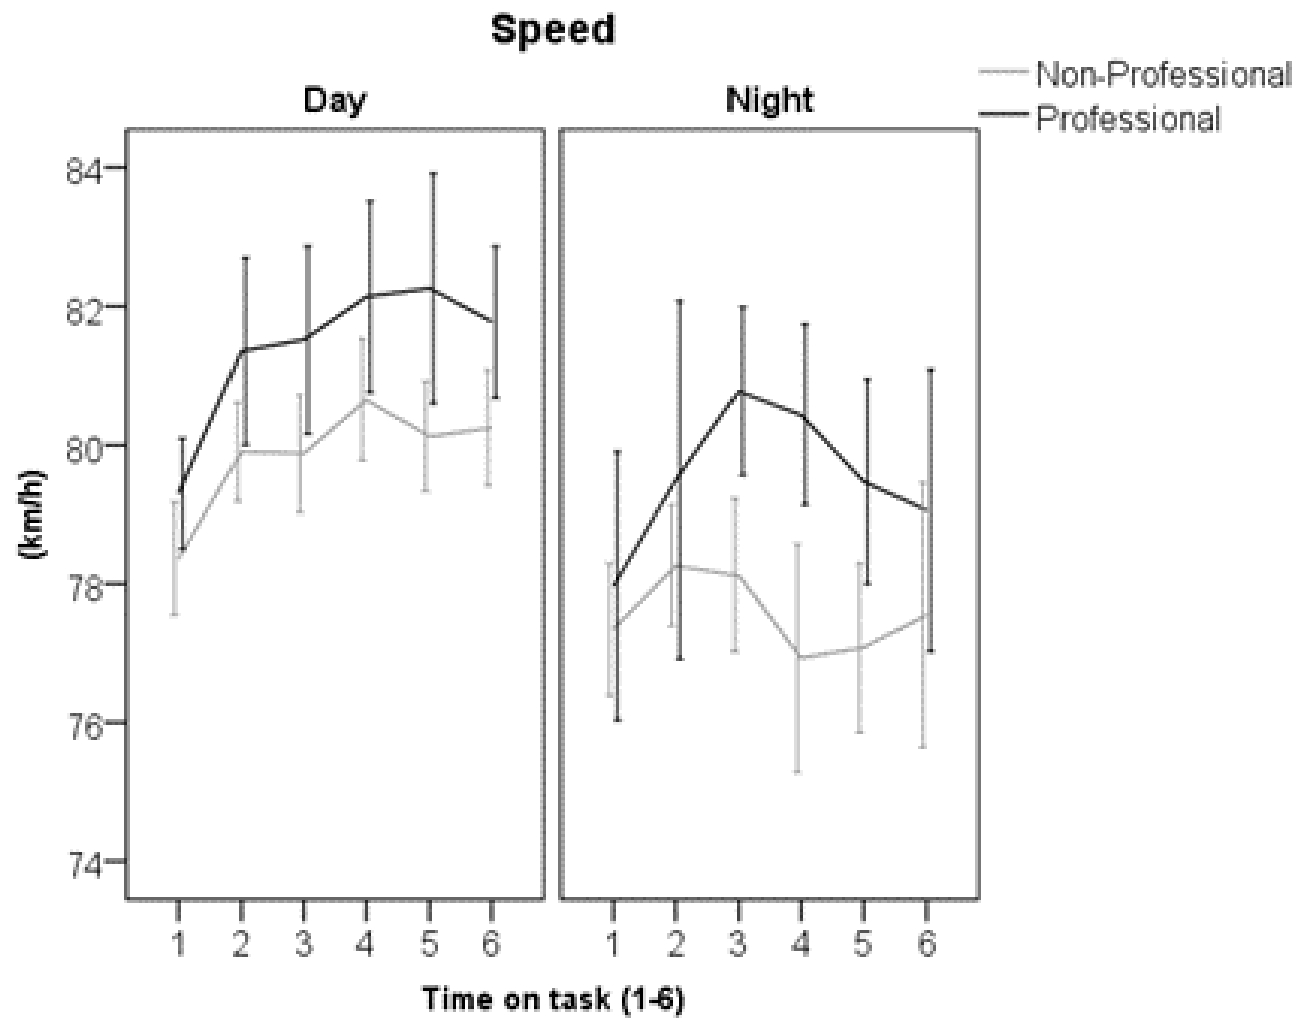 Speed
Non-Professional
Professional
Day
Night
84
82
80
78
76
74
(km/h)
1 2 3 4 5 6
1 2 3 4 5 6
Time on task (1-6)